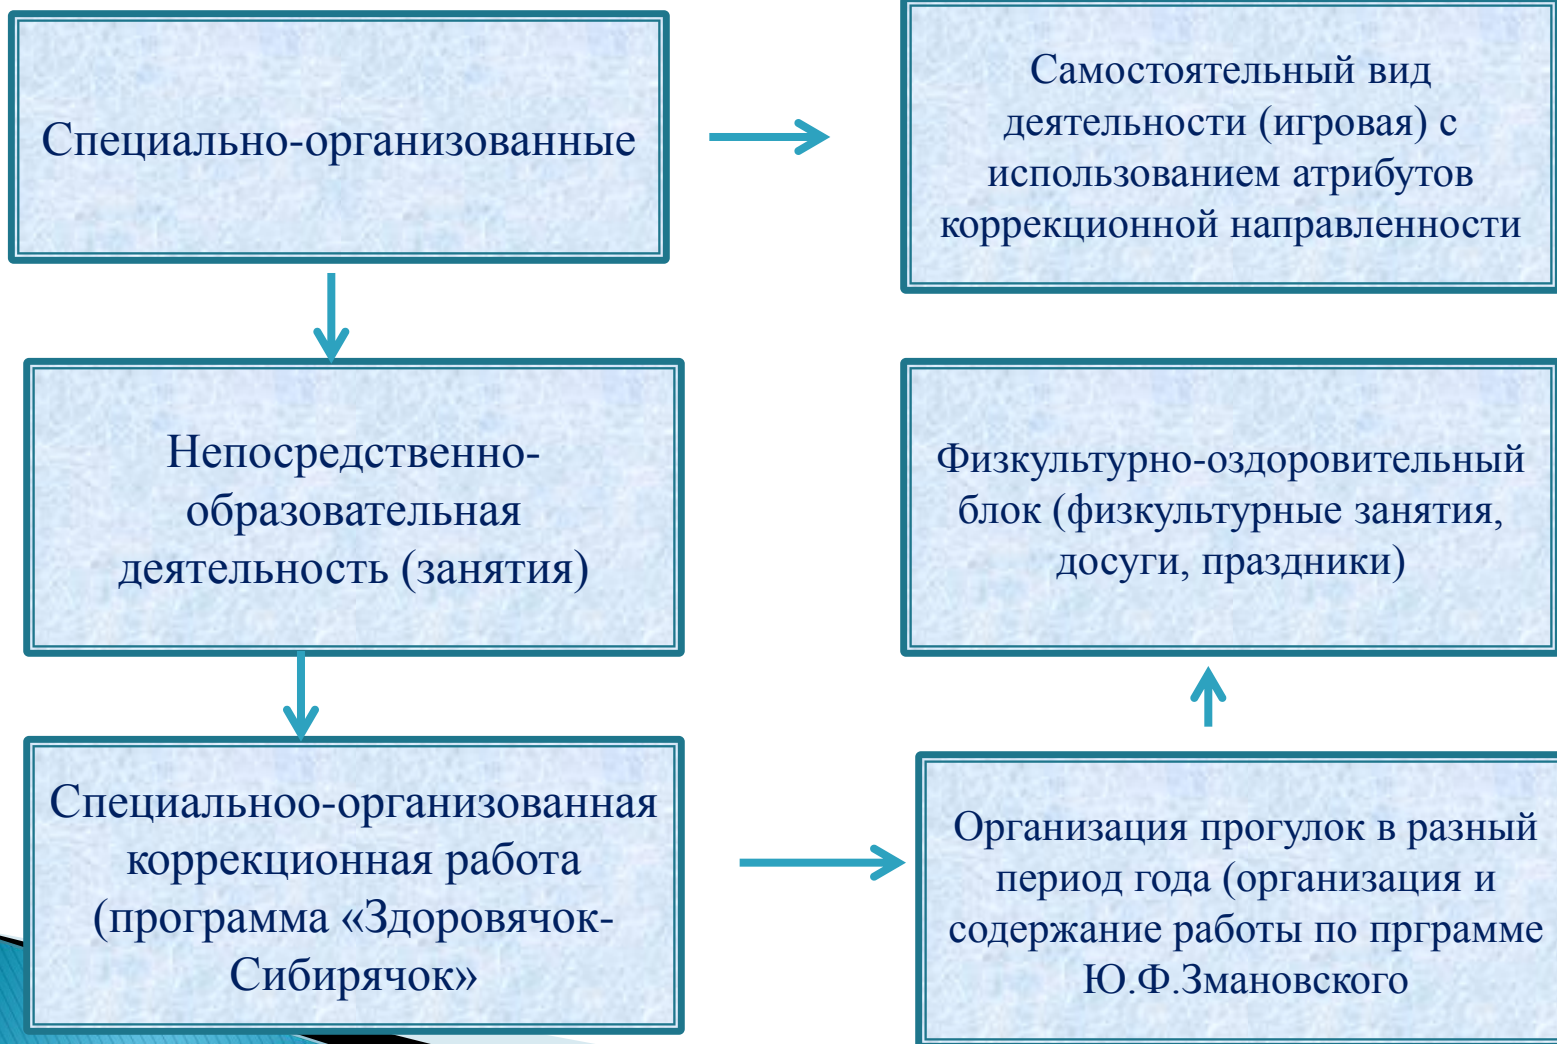 Специально-организованные
Самостоятельный вид
деятельности (игровая) с
использованием атрибутов
коррекционной направленности
Непосредственно-
образовательная
деятельность (занятия)
Физкультурно-оздоровительный
блок (физкультурные занятия,
досуги, праздники)
Специальноо-организованная
коррекционная работа
(программа «Здоровячок-
Сибирячок»
Организация прогулок в разный
период года (организация и
содержание работы по прграмме
Ю.Ф.Змановского